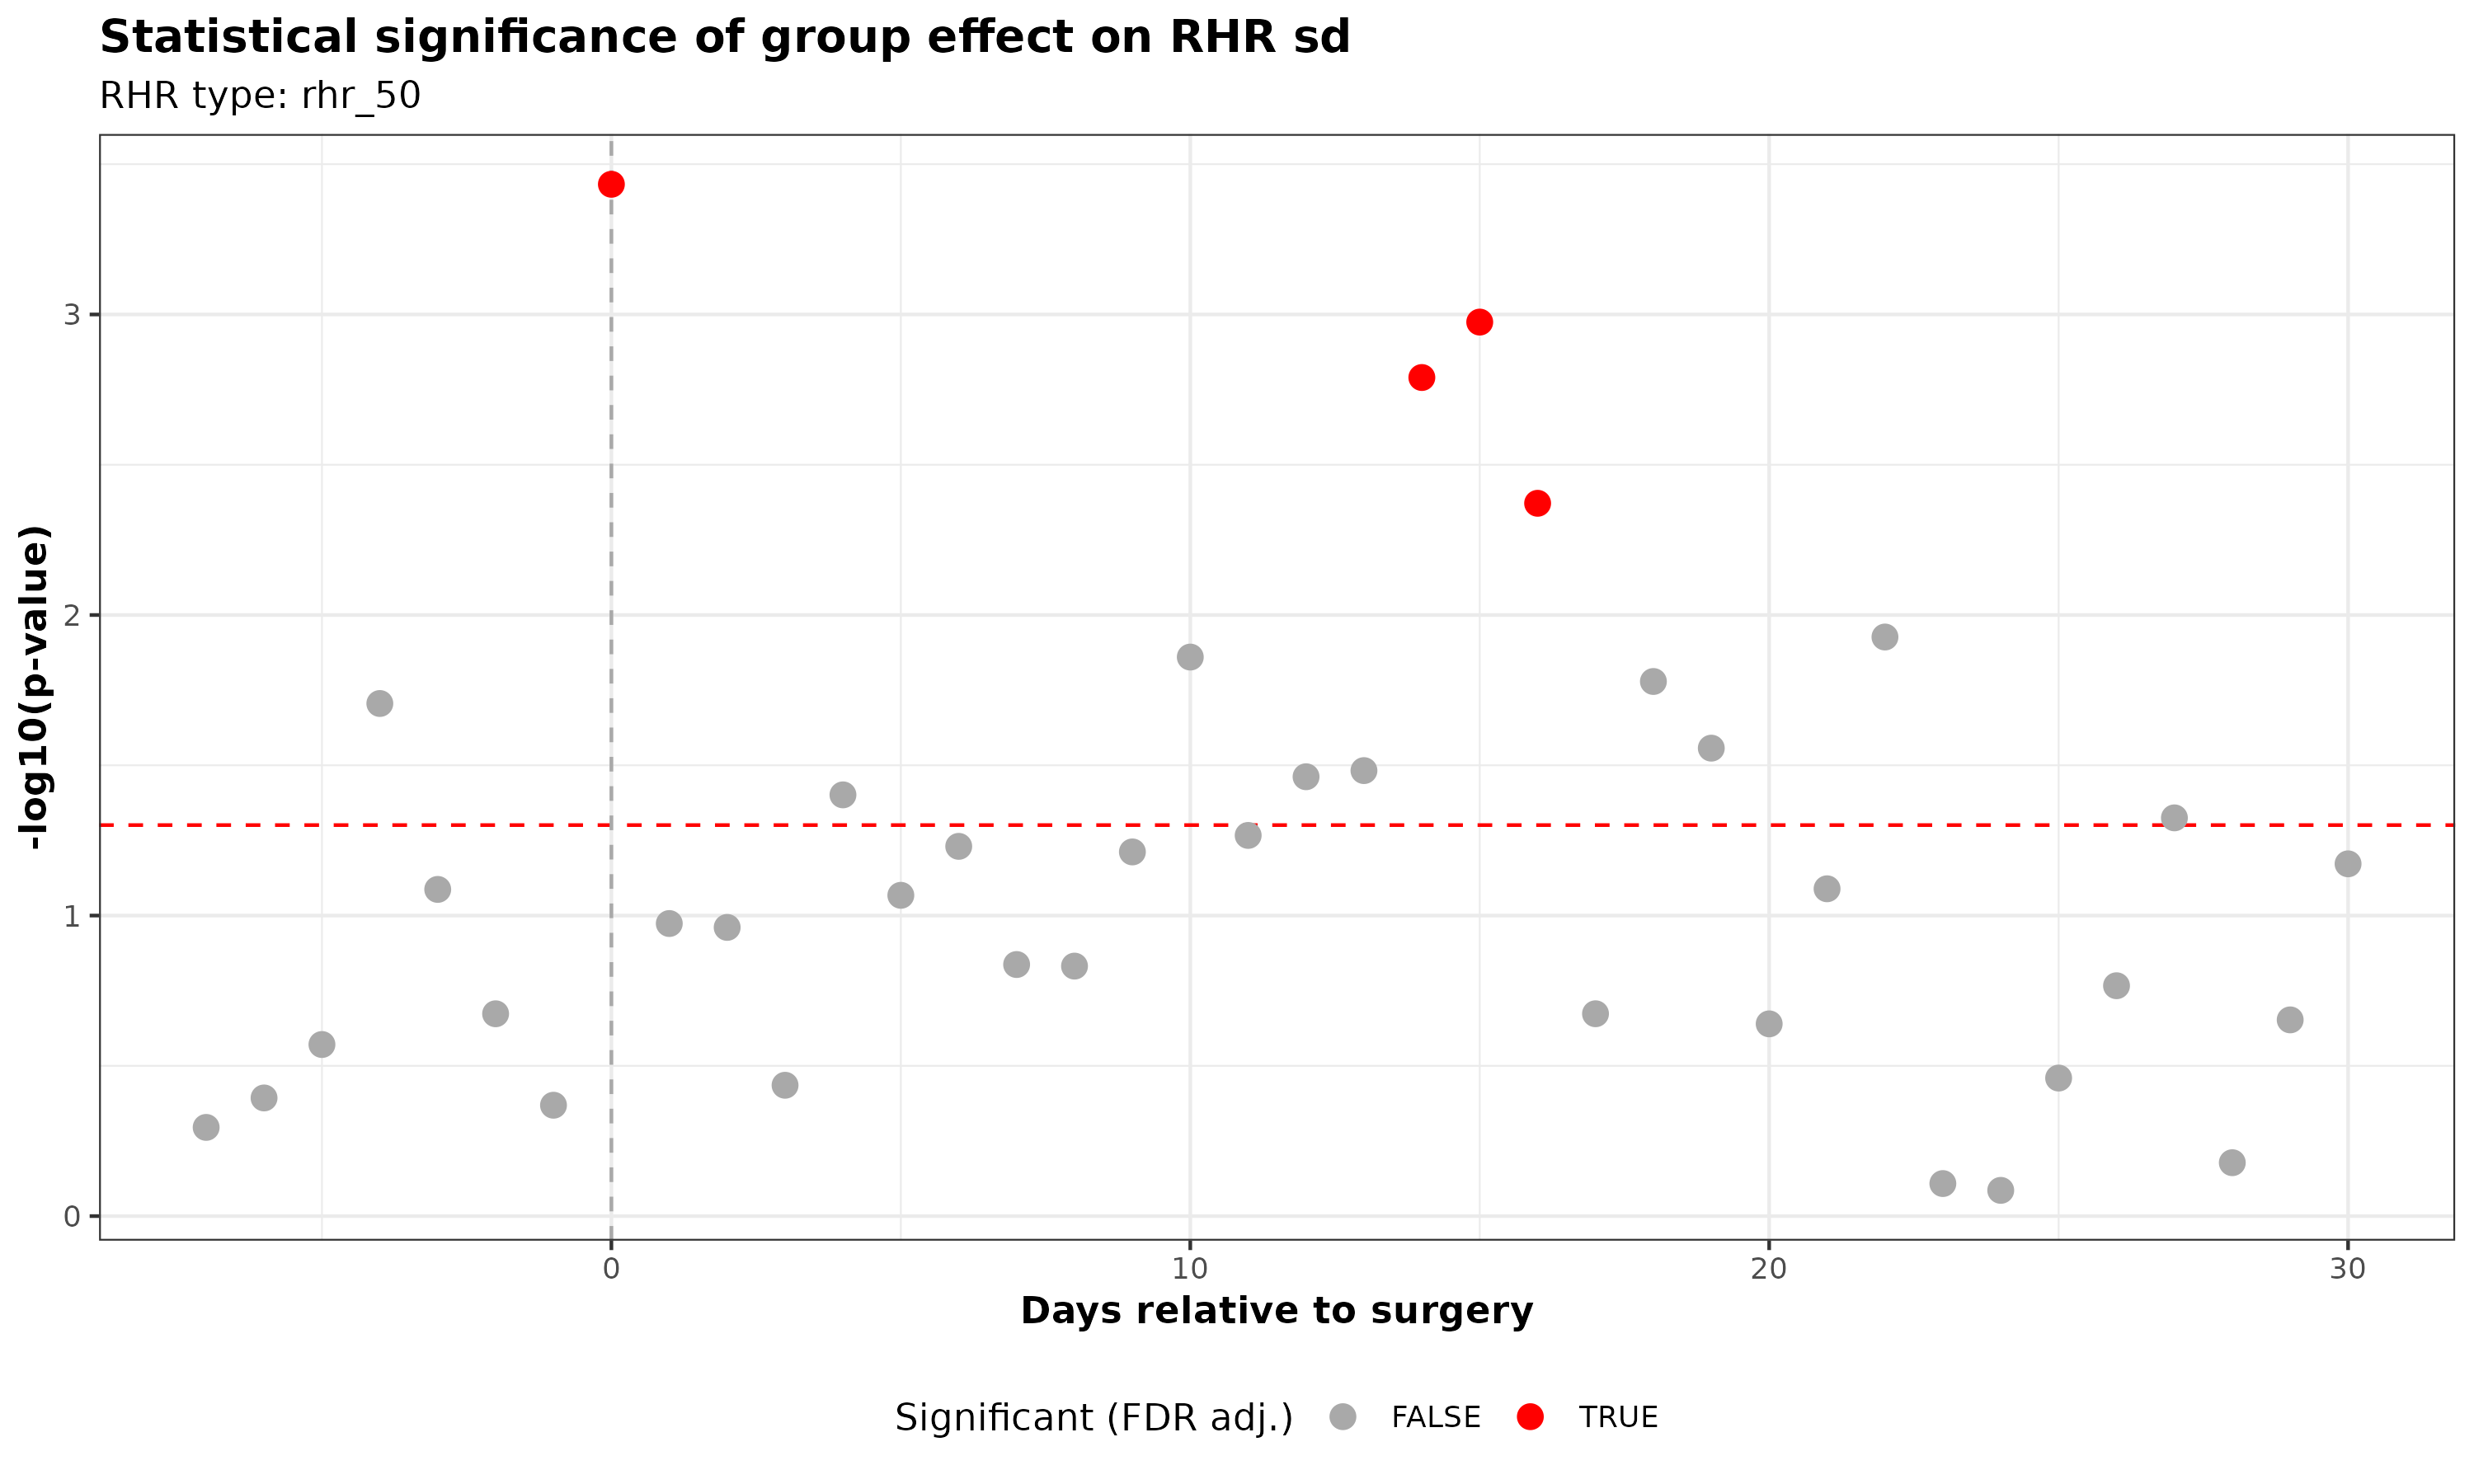 Statistical significance of group effect on RHR sd
RHR type: rhr_50
-log10(p-value)
3
2
1
0
0 10 20 30
Days relative to surgery
Significant (FDR adj.) FALSE TRUE